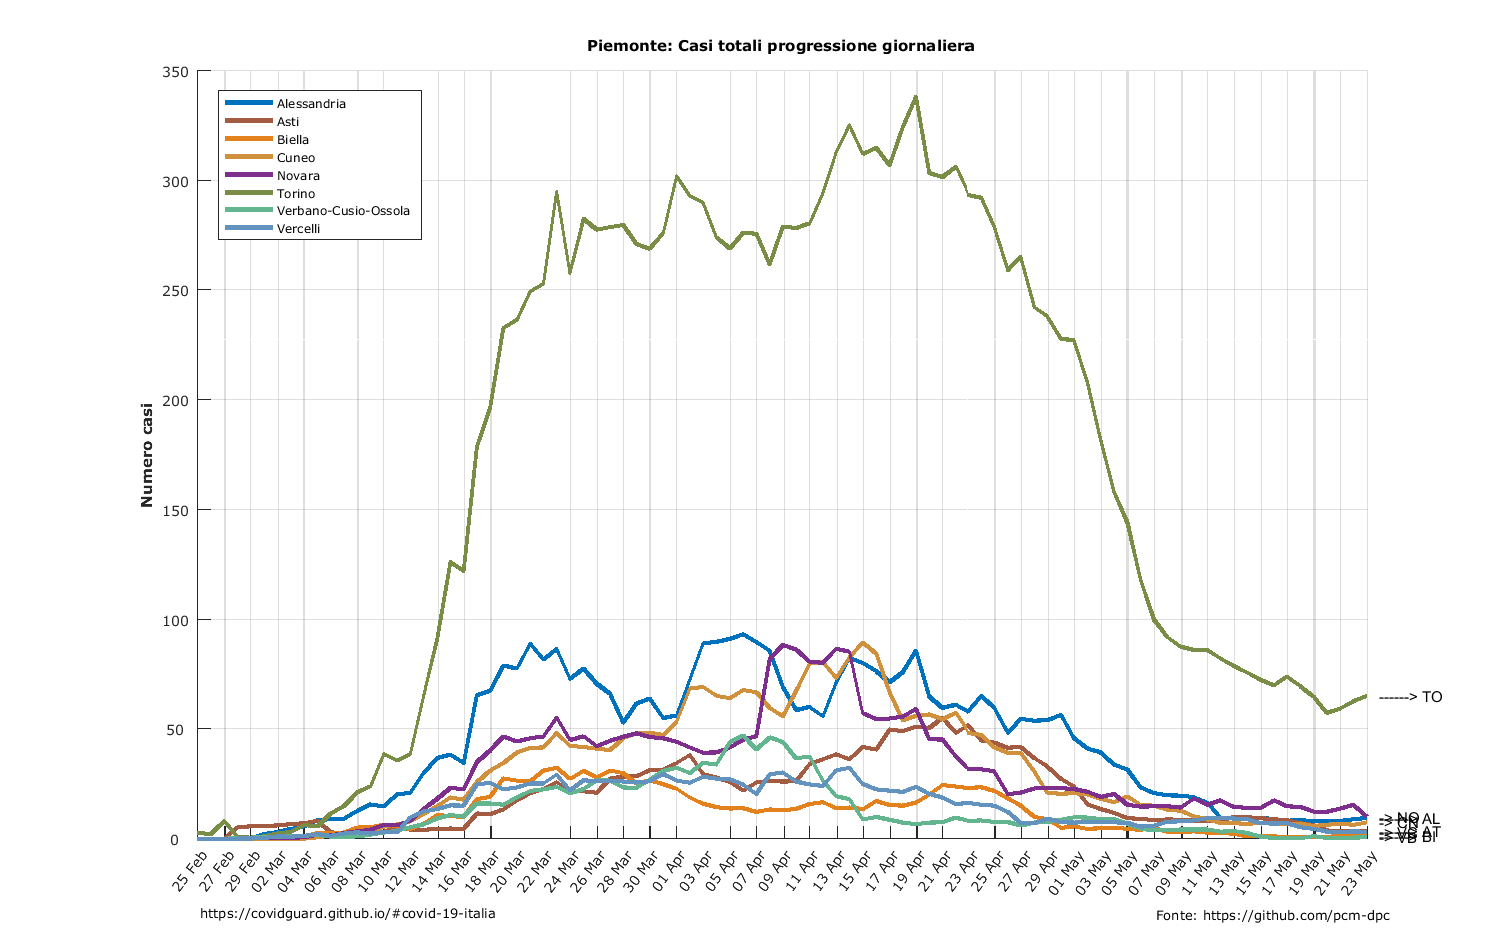 Piemonte: Casi totali progressione giornaliera
Numero casi
350
300
250
200
150
100
50
0
Alessandria
Asti
Biella
Cuneo
Novara
Torino
Verbano-Cusio-Ossola
Vercelli
------> TO
25 Feb
27 Feb
29 Feb
02 Mar
04 Mar
06 Mar
08 Mar
10 Mar
12 Mar
14 Mar
16 Mar
18 Mar
20 Mar
22 Mar
24 Mar
26 Mar
28 Mar
30 Mar
01 Apr
03 Apr
05 Apr
07 Apr
09 Apr
11 Apr
13 Apr
15 Apr
17 Apr
19 Apr
21 Apr
23 Apr
25 Apr
27 Apr
29 Apr
01 May
03 May
05 May
07 May
09 May
11 May
13 May
15 May
17 May
19 May
21 May
23 May
https://covidguard.github.io/#covid-19-italia
Fonte: https://github.com/pcm-dpc